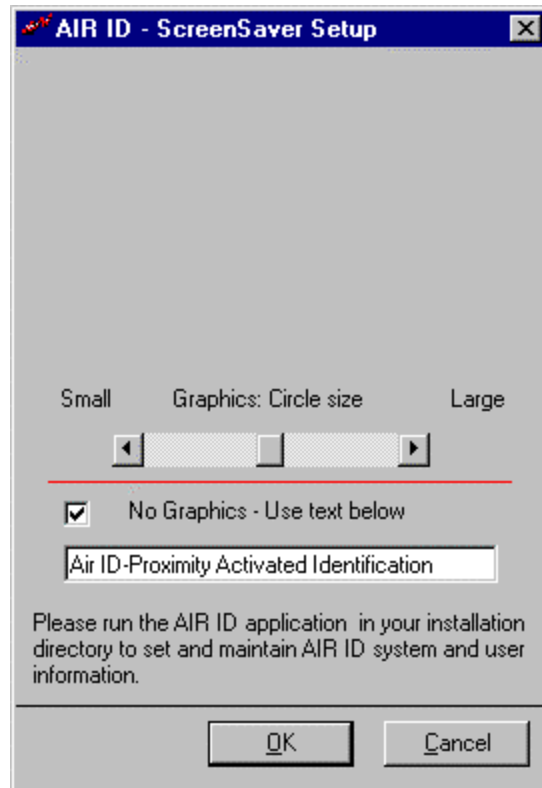 AIR ID - ScreenSaver Setup
Small Graphics: Circle size Large
No Graphics - Use text below
Air ID-Proximity Activated Identification
Please run the AIR ID application in your installation
directory to set and maintain AIR ID system and user
information.
OK Cancel